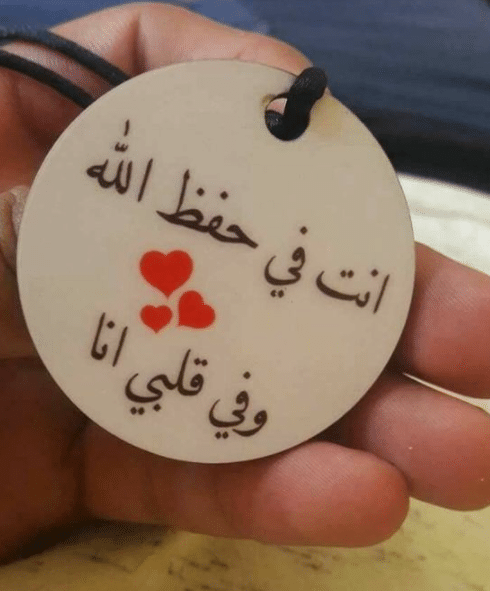 انت في حفظ الله
وفي قلبي انا